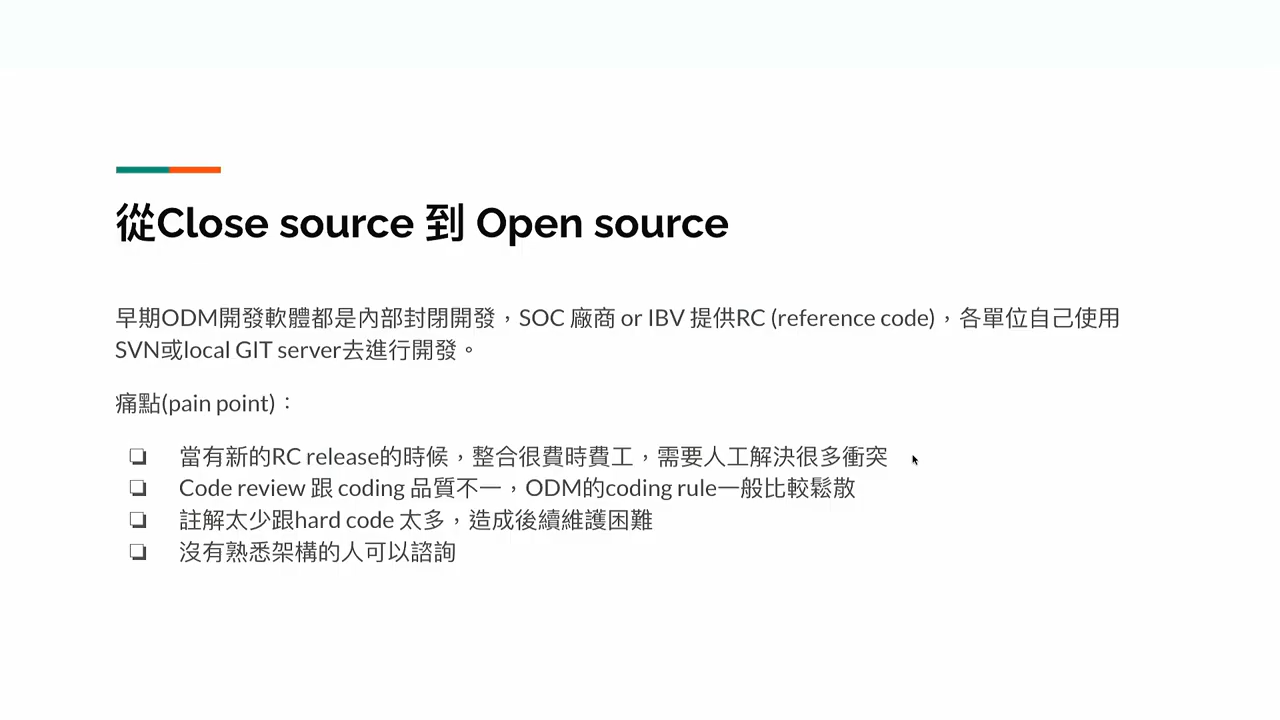 從Close source 到 Open source
早期ODM開發軟體都是內部封閉開發，SOC 廠商 or IBV 提供RC (reference code)，各單位自己使用
SVN或local GIT server去進行開發。
痛點(pain point)：
❏ 當有新的RC release的時候，整合很費時費工，需要人工解決很多衝突
❏ Code review 跟 coding 品質不一，ODM的coding rule一般比較鬆散
❏ 註解太少跟hard code 太多，造成後續維護困難
❏ 沒有熟悉架構的人可以諮詢